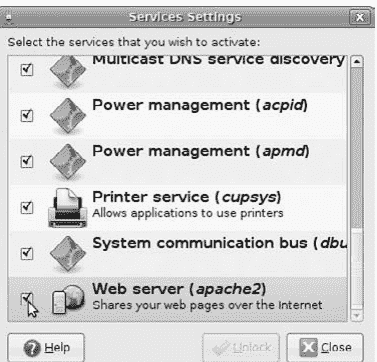 Services Settings
Select the services that you wish to activate:
Multicast DNS service discovery
Power management (acpid)
Power management (apmd)
Printer service (cupsys)
Allows applications to use printers
System communication bus (dbu
Web server (apache2)
Shares your web pages over the Internet
Help
Unlock
Close